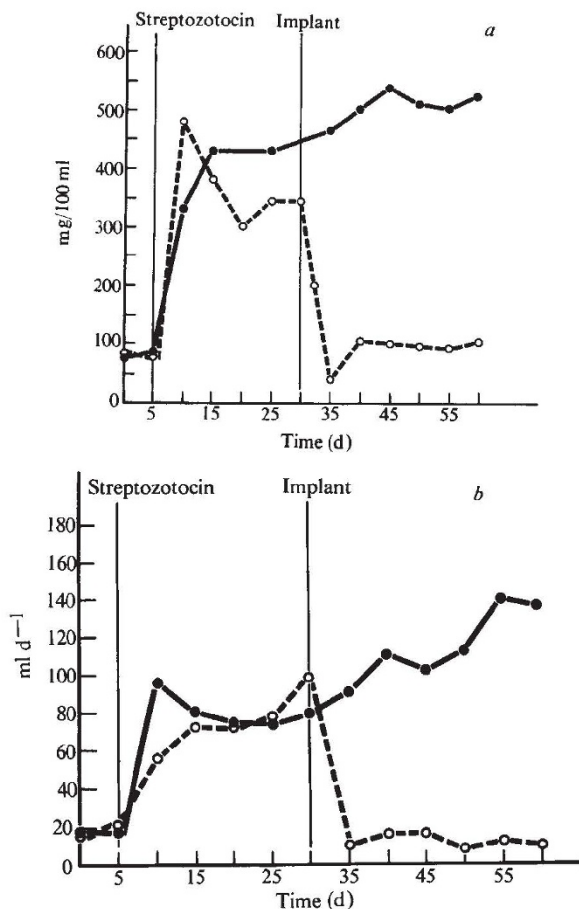 Streptozotocin Implant a
600
500
400
300
200
100
0
mg/100 ml
5 15 25 35 45 55
Time (d)
Streptozotocin Implant b
180
160
140
120
100
80
60
40
20
0
ml d—1
5 15 25 35 45 55
Time (d)